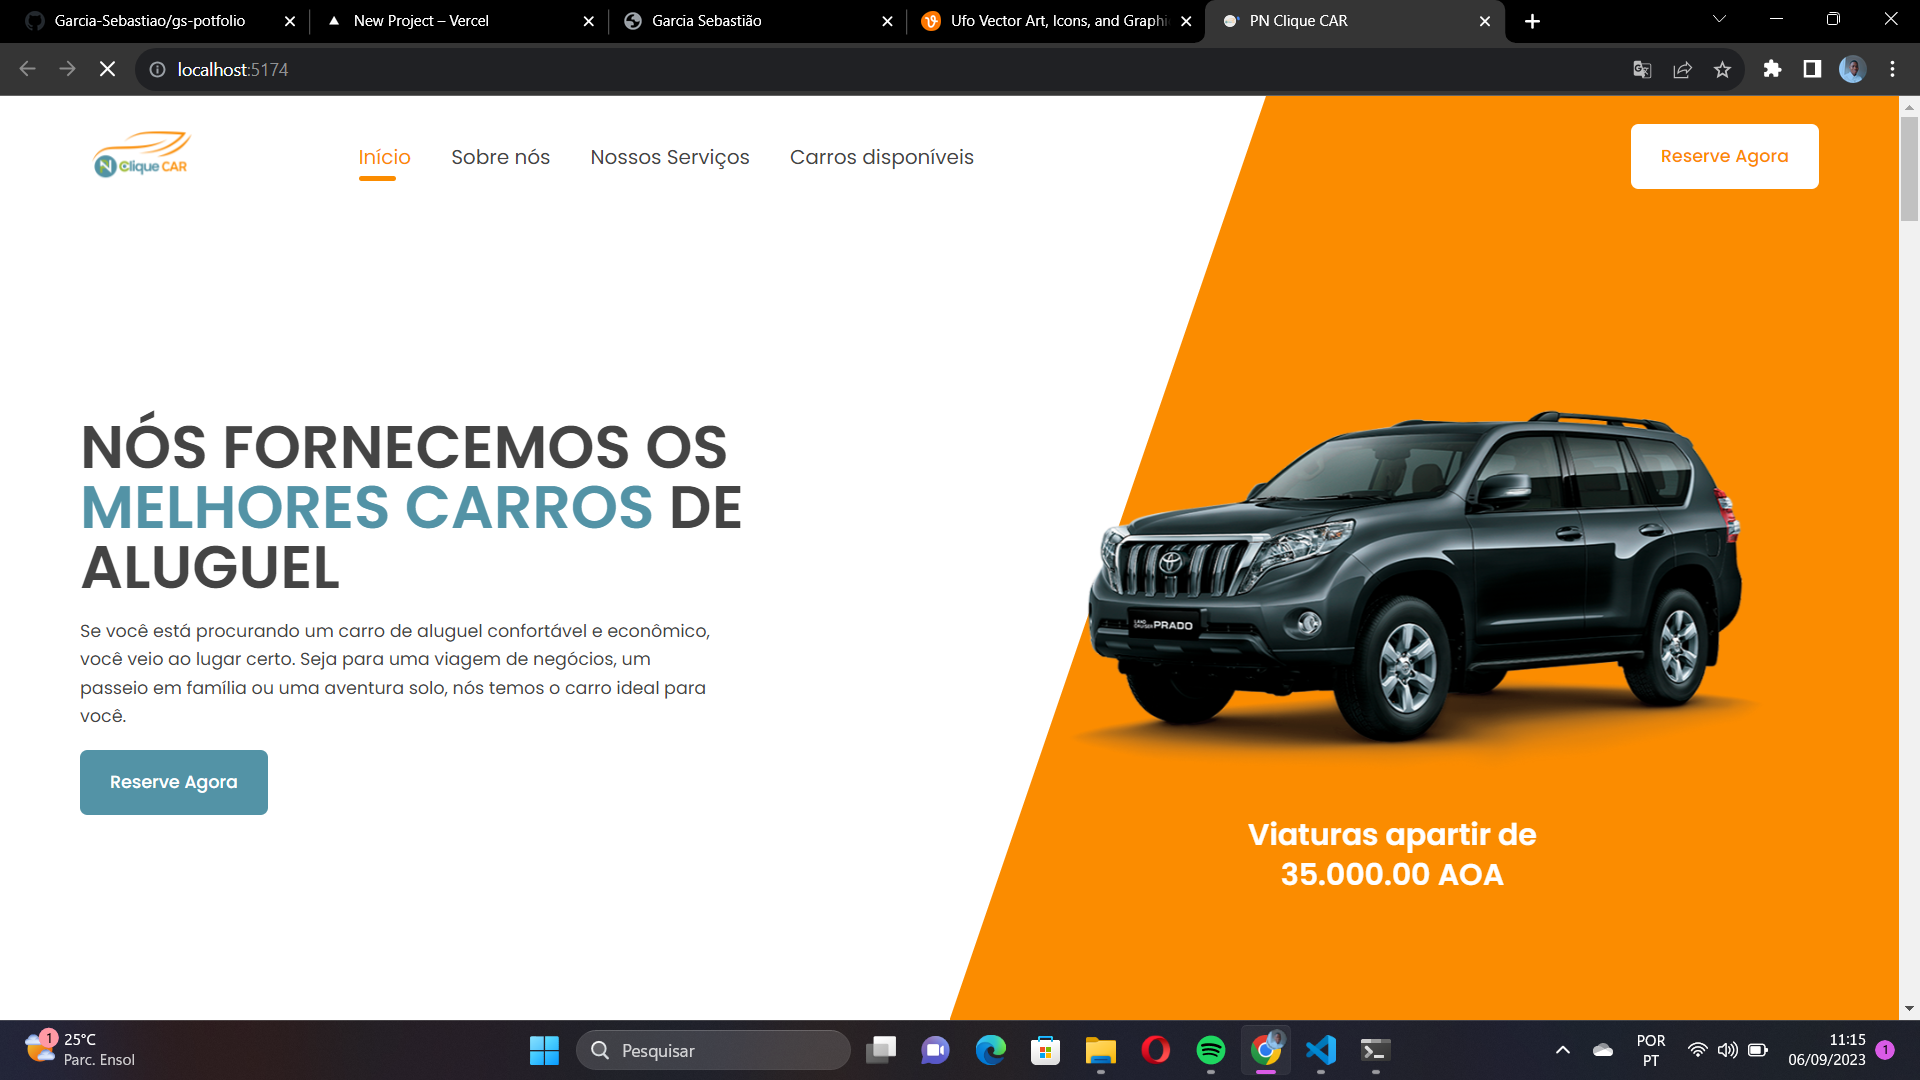 Garcia-Sebastiao/gs-potfolio
New Project – Vercel
Garcia Sebastião
Ufo Vector Art, Icons, and Graphi
PN Clique CAR
localhost:5174
N Clique CAR
Início
Sobre nós
Nossos Serviços
Carros disponíveis
Reserve Agora
NÓS FORNECEMOS OS
MELHORES CARROS DE
ALUGUEL
Se você está procurando um carro de aluguel confortável e econômico,
você veio ao lugar certo. Seja para uma viagem de negócios, um
passeio em família ou uma aventura solo, nós temos o carro ideal para
você.
Reserve Agora
LAND CRUISER PRADO
Viaturas apartir de
35.000.00 AOA
1
25°C
Parc. Ensol
Pesquisar
POR
PT
11:15
06/09/2023
1